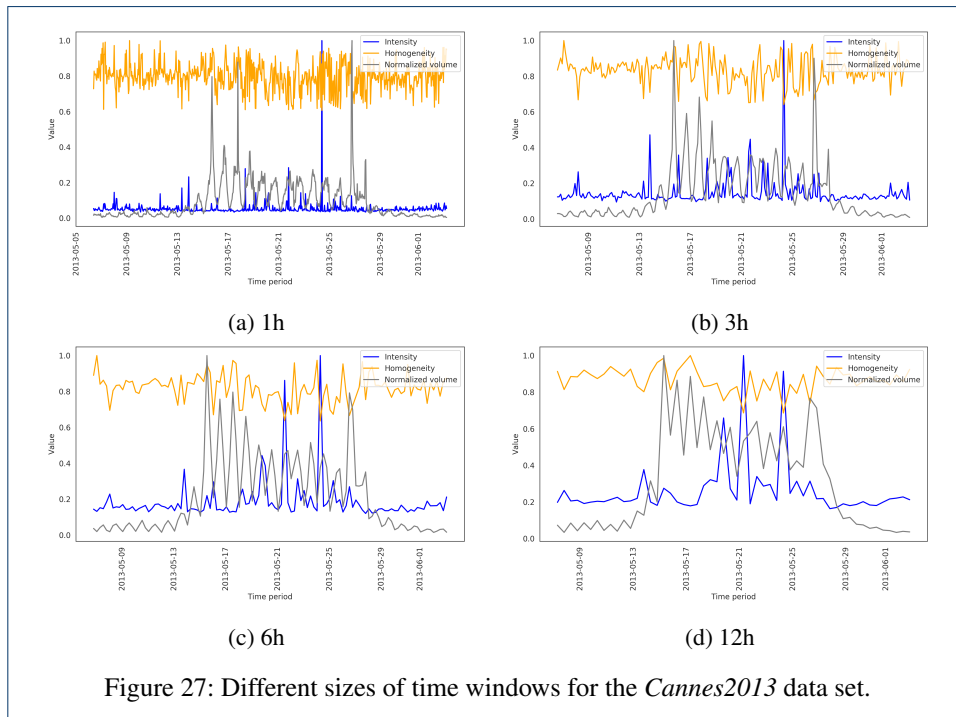 1.0
0.8
0.6
0.4
0.2
0.0
Value
Intensity
Homogeneity
Normalized volume
2013-05-05
2013-05-09
2013-05-13
2013-05-17
2013-05-21
2013-05-25
2013-05-29
2013-06-01
Time period
(a) 1h
1.0
0.8
0.6
0.4
0.2
0.0
Value
Intensity
Homogeneity
Normalized volume
2013-05-09
2013-05-13
2013-05-17
2013-05-21
2013-05-25
2013-05-29
2013-06-01
Time period
(b) 3h
1.0
0.8
0.6
0.4
0.2
0.0
Value
Intensity
Homogeneity
Normalized volume
2013-05-09
2013-05-13
2013-05-17
2013-05-21
2013-05-25
2013-05-29
2013-06-01
Time period
(c) 6h
1.0
0.8
0.6
0.4
0.2
0.0
Value
Intensity
Homogeneity
Normalized volume
2013-05-09
2013-05-13
2013-05-17
2013-05-21
2013-05-25
2013-05-29
2013-06-01
Time period
(d) 12h
Figure 27: Different sizes of time windows for the Cannes2013 data set.